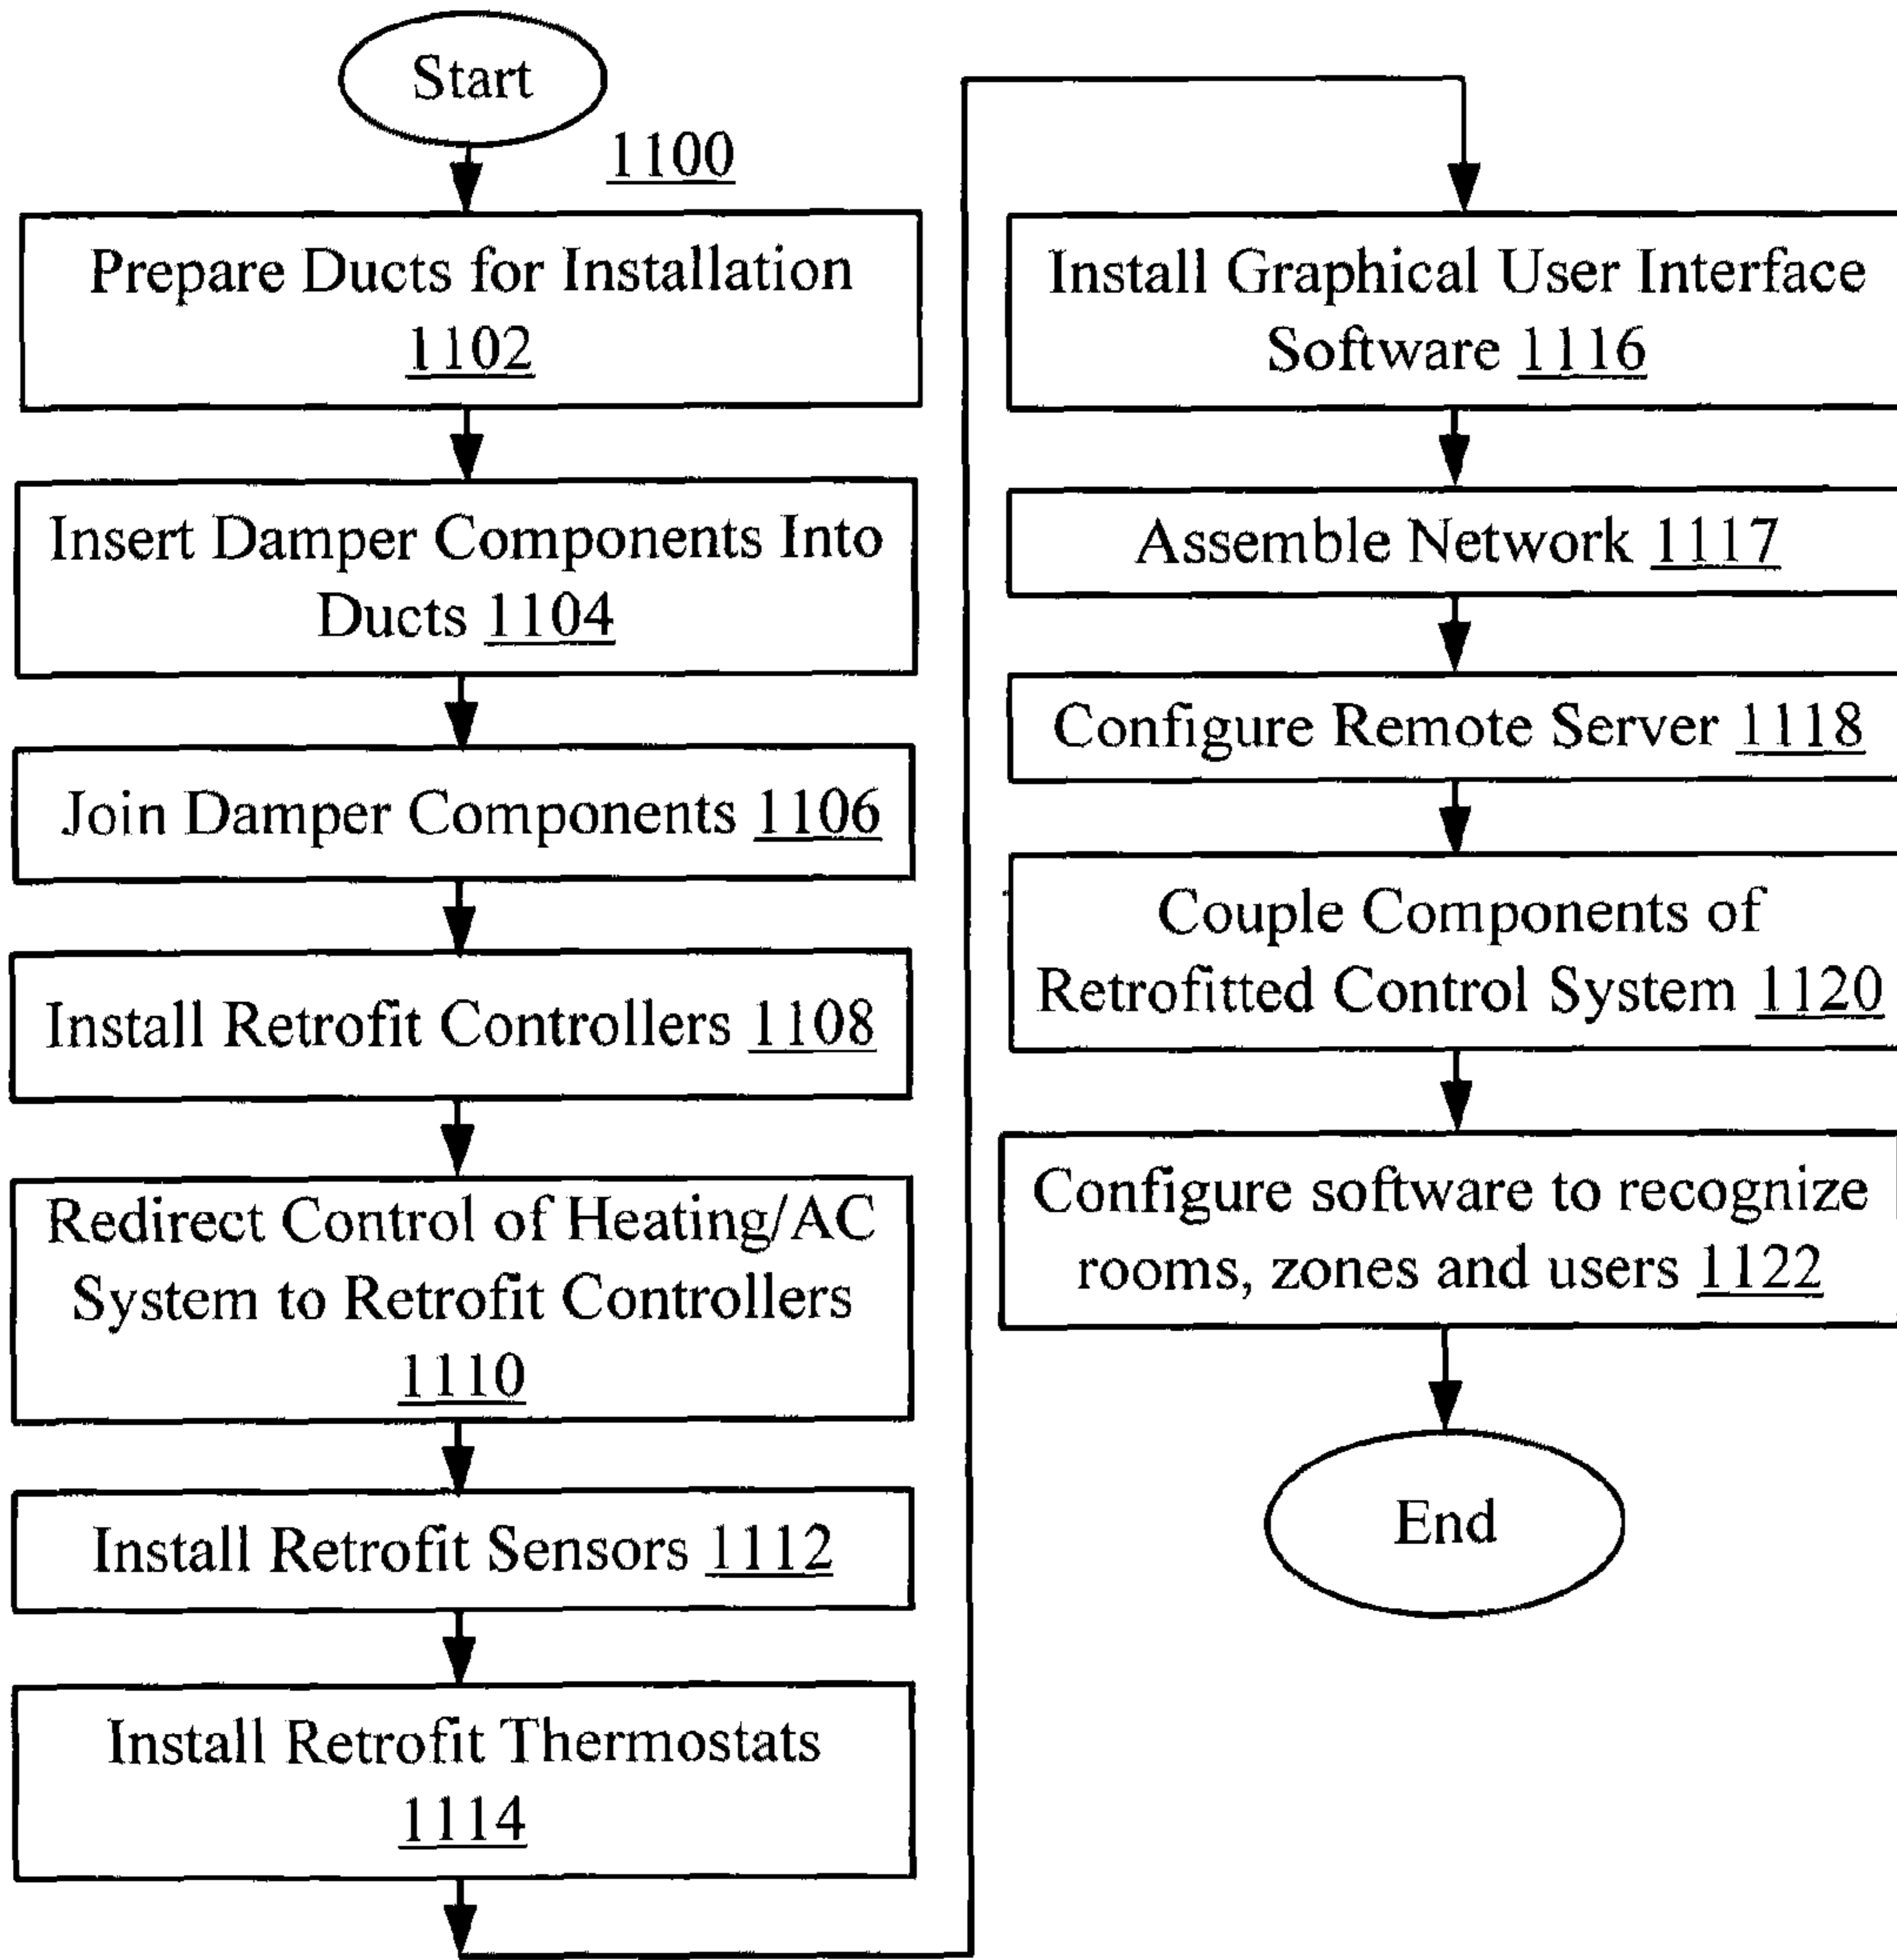 Start
1100
Prepare Ducts for Installation
1102
Insert Damper Components Into
Ducts 1104
Join Damper Components 1106
Install Retrofit Controllers 1108
Redirect Control of Heating/AC
System to Retrofit Controllers
1110
Install Retrofit Sensors 1112
Install Retrofit Thermostats
1114
Install Graphical User Interface
Software 1116
Assemble Network 1117
Configure Remote Server 1118
Couple Components of
Retrofitted Control System 1120
Configure software to recognize
rooms, zones and users 1122
End